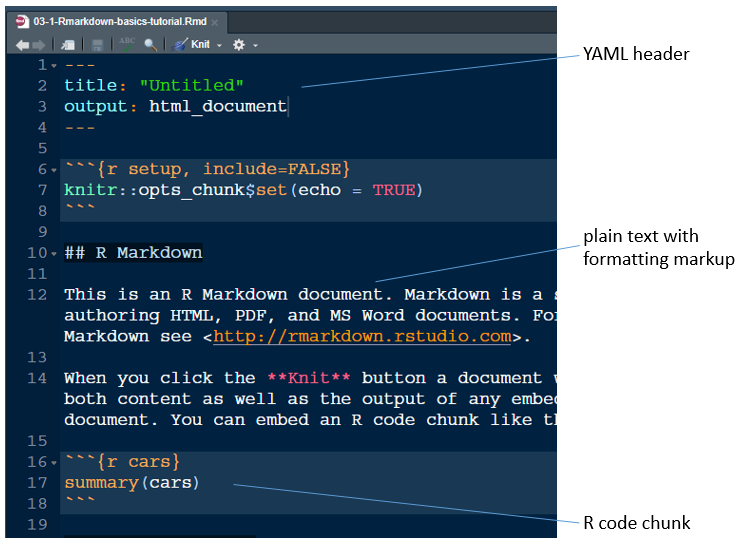 03-1-Rmarkdown-basics-tutorial.Rmd
ABC Knit
1 ---
2 title: "Untitled"
3 output: html_document
4 ---
5
6 ```{r setup, include=FALSE}
7 knitr::opts_chunk$set(echo = TRUE)
8 ```
9
10 ## R Markdown
11
12 This is an R Markdown document. Markdown is a s
authoring HTML, PDF, and MS Word documents. Fo
Markdown see <http://rmarkdown.rstudio.com>.
13
14 When you click the **Knit** button a document w
both content as well as the output of any embed
document. You can embed an R code chunk like th
15
16 ```{r cars}
17 summary(cars)
18 ```
19
YAML header
plain text with
formatting markup
R code chunk